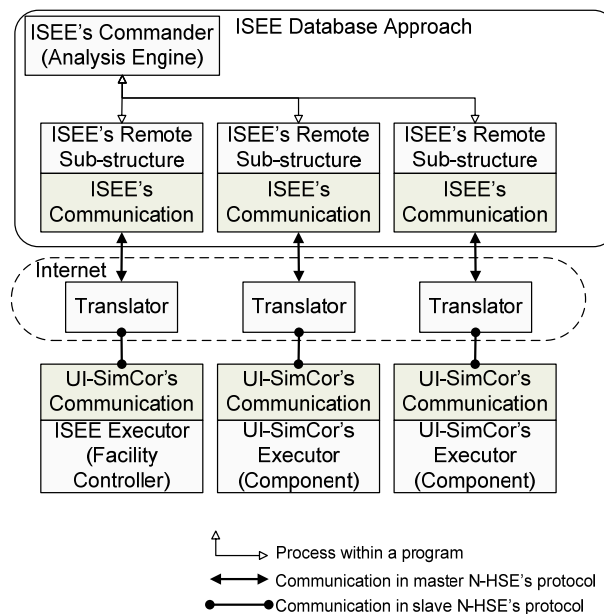 ISEE Database Approach
ISEE's Commander
(Analysis Engine)
ISEE's Remote
Sub-structure
ISEE's
Communication
ISEE's Remote
Sub-structure
ISEE's
Communication
ISEE's Remote
Sub-structure
ISEE's
Communication
Internet
Translator
Translator
Translator
UI-SimCor's
Communication
ISEE Executor
(Facility
Controller)
UI-SimCor's
Communication
UI-SimCor's
Executor
(Component)
UI-SimCor's
Communication
UI-SimCor's
Executor
(Component)
Process within a program
Communication in master N-HSE's protocol
Communication in slave N-HSE's protocol